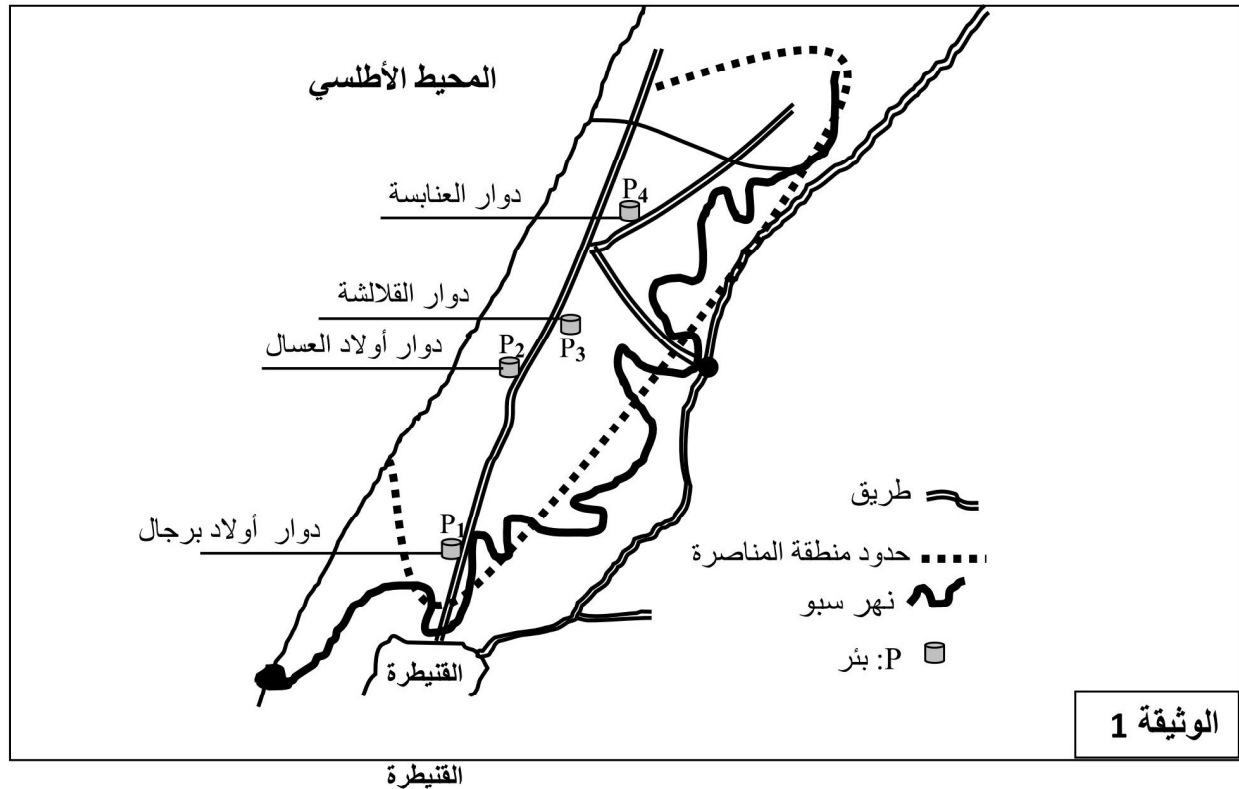 المحيط الأطلسي
دوار العنابسة
P4
دوار القلالشة
P3
دوار أولاد العسال
P2
دوار أولاد برجال
P1
طريق
حدود منطقة المناصرة
نهر سبو
P: بئر
القنيطرة
الوثيقة 1
القنيطرة